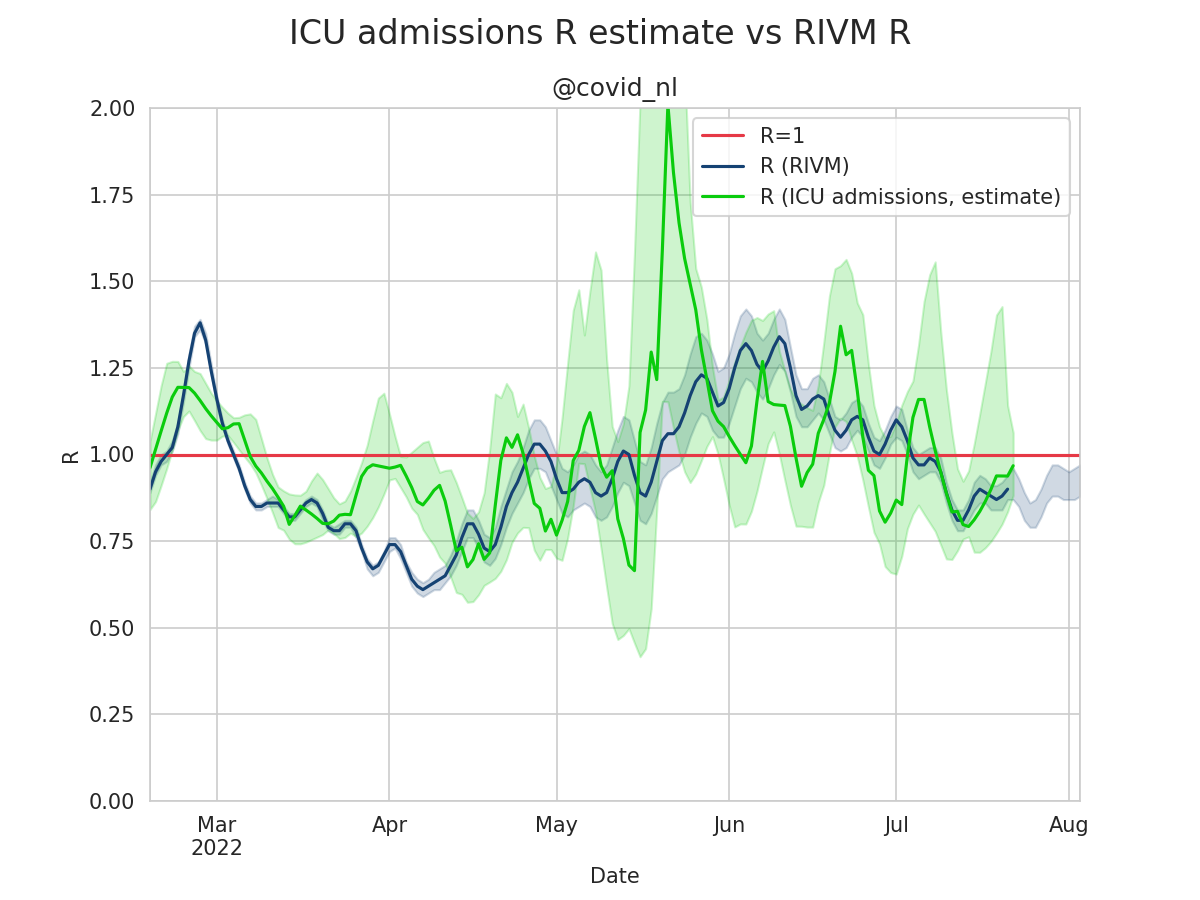 ICU admissions R estimate vs RIVM R
@covid_nl
R=1
R (RIVM)
R (ICU admissions, estimate)
2.00
1.75
1.50
1.25
1.00
0.75
0.50
0.25
0.00
R
Mar Apr May Jun Jul Aug
2022
Date